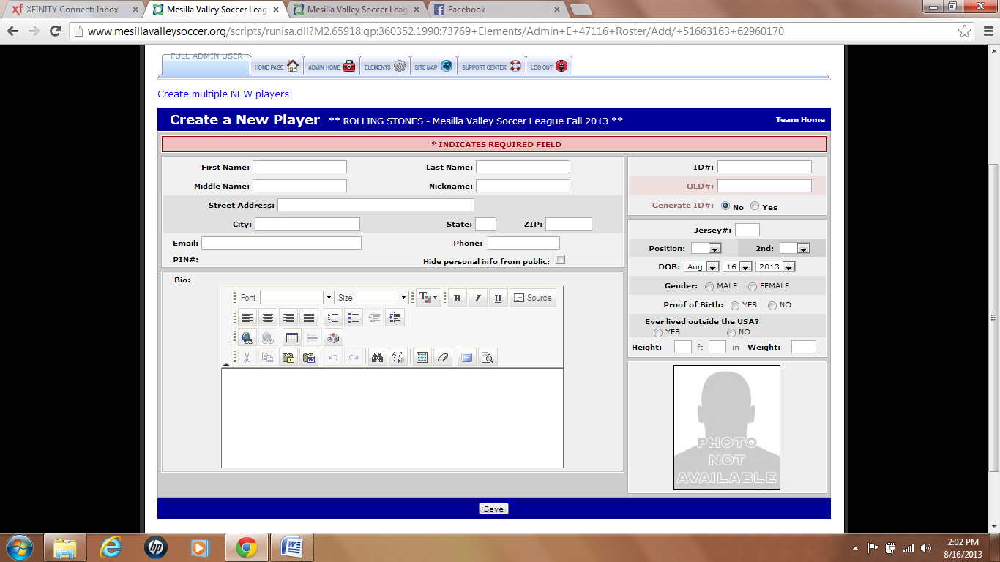 XFINITY Connect: Inbox
Mesilla Valley Soccer Leag
Mesilla Valley Soccer Leag
Facebook
www.mesillavalleysoccer.org/scripts/runisa.dll?M2.65918:gp:360352.1990:73769+Elements/Admin+E+47116+Roster/Add/+51663163+62960170
FULL ADMIN USER
HOME PAGE ADMIN HOME ELEMENTS SITE MAP SUPPORT CENTER LOG OUT
Create multiple NEW players
Create a New Player ** ROLLING STONES - Mesilla Valley Soccer League Fall 2013 ** Team Home
* INDICATES REQUIRED FIELD
First Name: Last Name:
Middle Name: Nickname:
Street Address:
City: State: ZIP:
Email: Phone:
PIN#: Hide personal info from public:
Bio:
Font Size B I U Source
ID#:
OLD#:
Generate ID#: No Yes
Jersey#:
Position: 2nd:
DOB: Aug 16 2013
Gender: MALE FEMALE
Proof of Birth: YES NO
Ever lived outside the USA?
YES NO
Height: ft in Weight:
PHOTO
NOT
AVAILABLE
Save
2:02 PM
8/16/2013